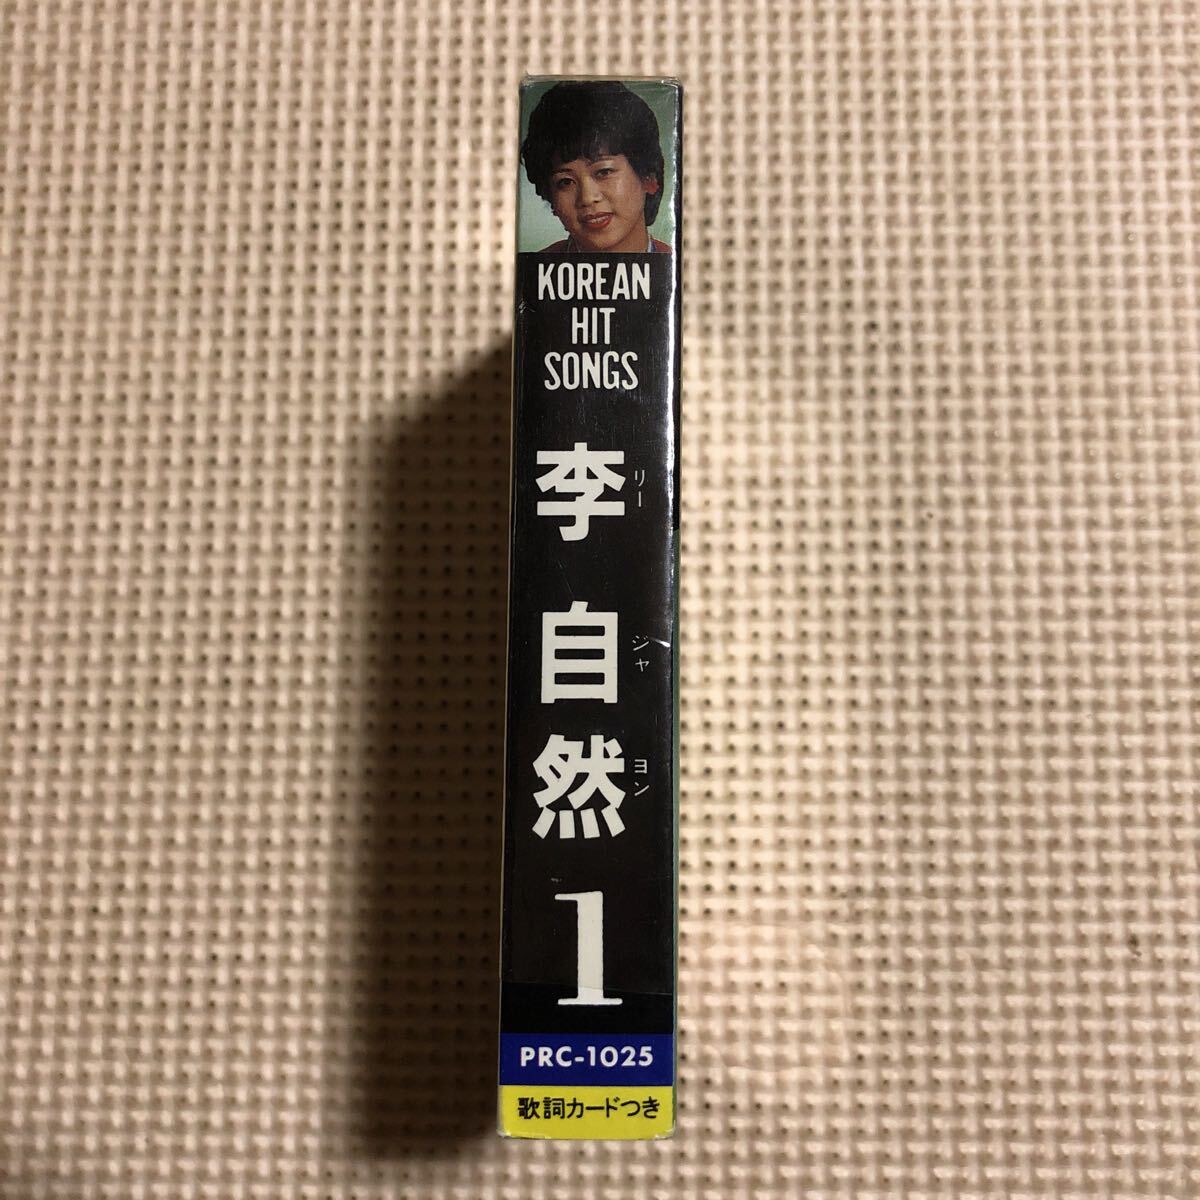 KOREAN
HIT
SONGS
李自然
リージャヨン
1
PRC-1025
歌詞カードつき